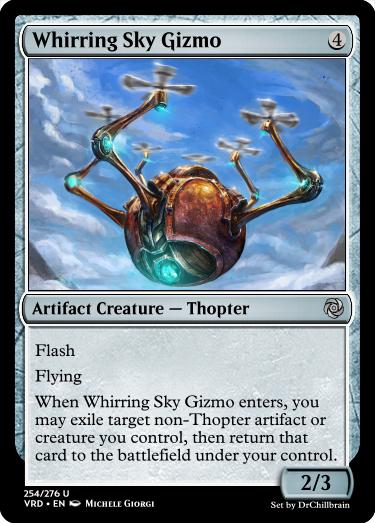 Whirring Sky Gizmo 4
Artifact Creature — Thopter
Flash
Flying
When Whirring Sky Gizmo enters, you
may exile target non-Thopter artifact or
creature you control, then return that
card to the battlefield under your control.
2/3
254/276 U
VRD • EN Michele Giorgi
Set by DrChillbrain